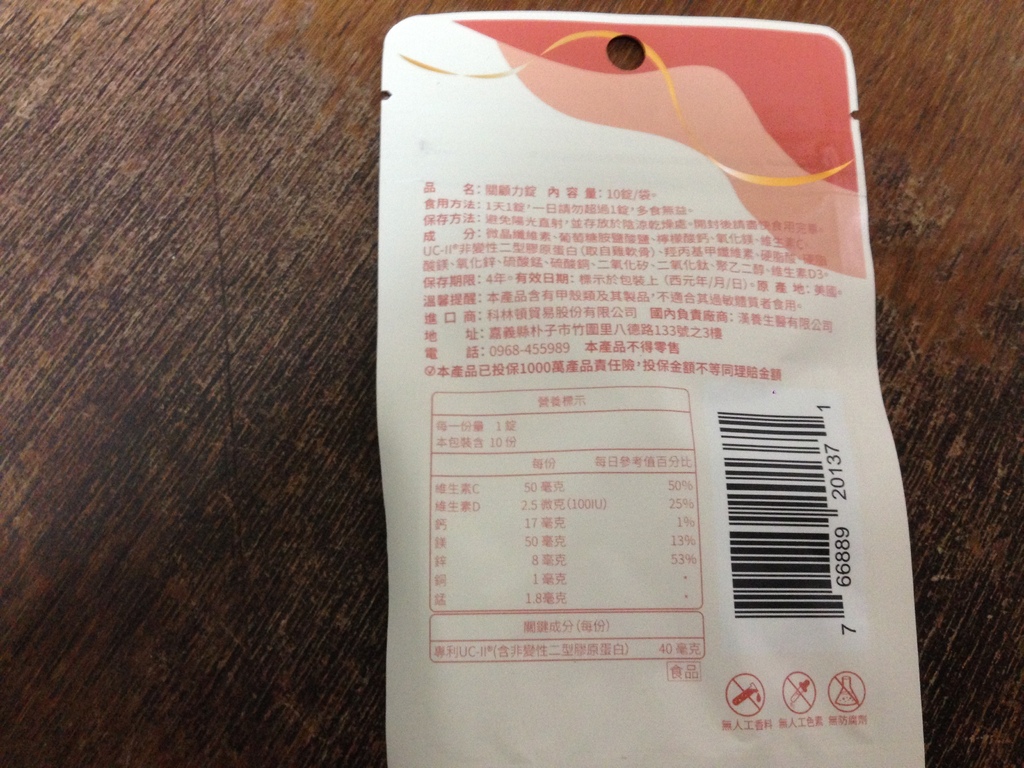 品 名：關顧力錠 內 容 量：10錠/袋。
食用方法：1天1錠，一日請勿超過1錠，多食無益。
保存方法：避免陽光直射，並存放於陰涼乾燥處，開封後請盡快食用完畢。
成 分：微晶纖維素、葡萄糖胺鹽酸鹽、檸檬酸鈣、氧化鎂、維生素C、
UC-II®非變性二型膠原蛋白（取自雞軟骨）、羥丙基甲纖維素、硬脂酸、硬脂
酸鎂、氧化鋅、硫酸錳、硫酸銅、二氧化矽、二氧化鈦、聚乙二醇、維生素D3。
保存期限：4年。有效日期：標示於包裝上（西元年/月/日）。原 產 地：美國。
溫馨提醒：本產品含有甲殼類及其製品，不適合其過敏體質者食用。
進 口 商：科林頓貿易股份有限公司 國內負責廠商：漢養生醫有限公司
地 址：嘉義縣朴子市竹圍里八德路133號之3樓
電 話：0968-455989 本產品不得零售
本產品已投保1000萬產品責任險，投保金額不等同理賠金額
營養標示
每一份量 1 錠
本包裝含 10 份
每份 每日參考值百分比
維生素C 50 毫克 50%
維生素D 2.5 微克(100IU) 25%
鈣 17 毫克 1%
鎂 50 毫克 13%
鋅 8 毫克 53%
銅 1 毫克 *
錳 1.8毫克 *
關鍵成分（每份）
專利UC-II®(含非變性二型膠原蛋白) 40 毫克
食品
7 66889 20137 1
無人工香料 無人工色素 無防腐劑